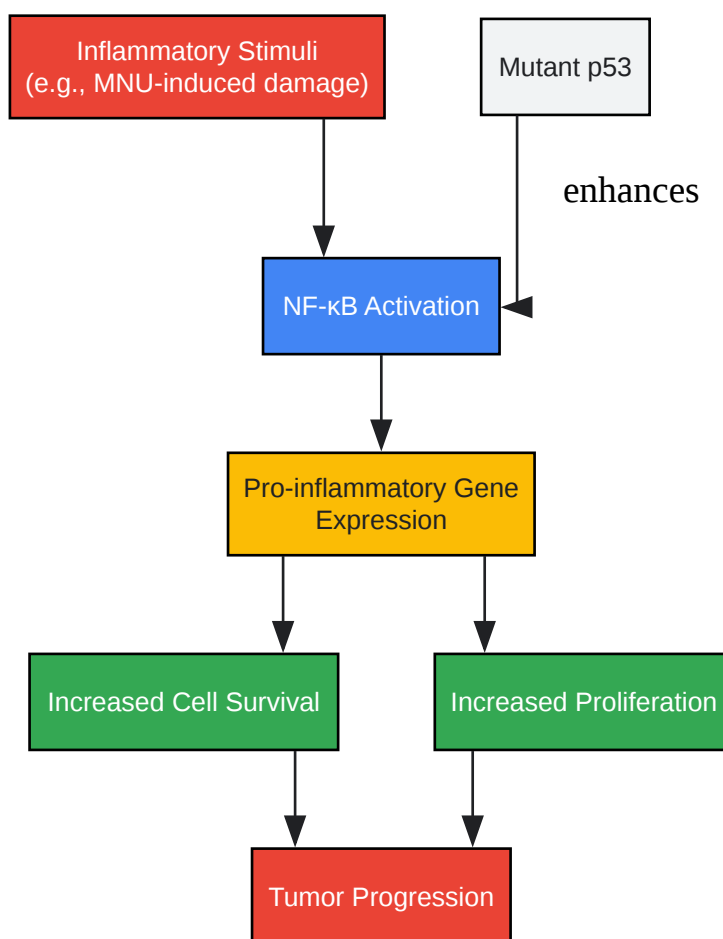 Inflammatory Stimuli
(e.g., MNU-induced damage)
Mutant p53
enhances
NF-κB Activation
Pro-inflammatory Gene
Expression
Increased Cell Survival
Increased Proliferation
Tumor Progression